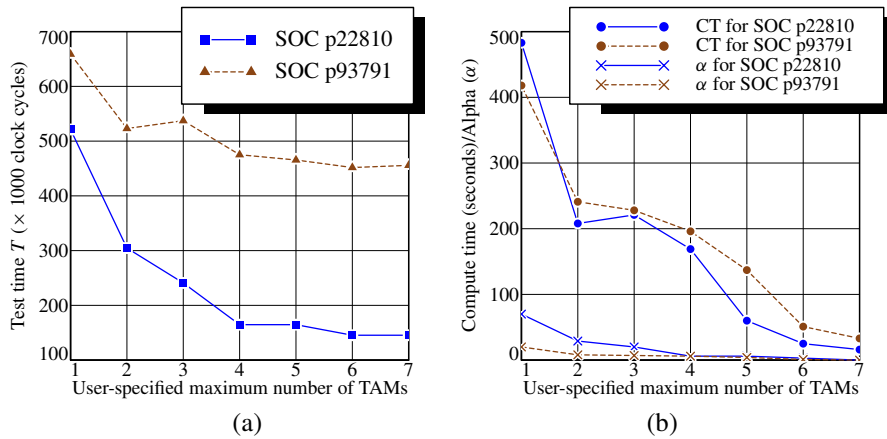 SOC p22810
SOC p93791
Test time T (× 1000 clock cycles)
700
600
500
400
300
200
100
1 2 3 4 5 6 7
User-specified maximum number of TAMs
(a)
CT for SOC p22810
CT for SOC p93791
α for SOC p22810
α for SOC p93791
Compute time (seconds)/Alpha (α)
500
400
300
200
100
0
1 2 3 4 5 6 7
User-specified maximum number of TAMs
(b)